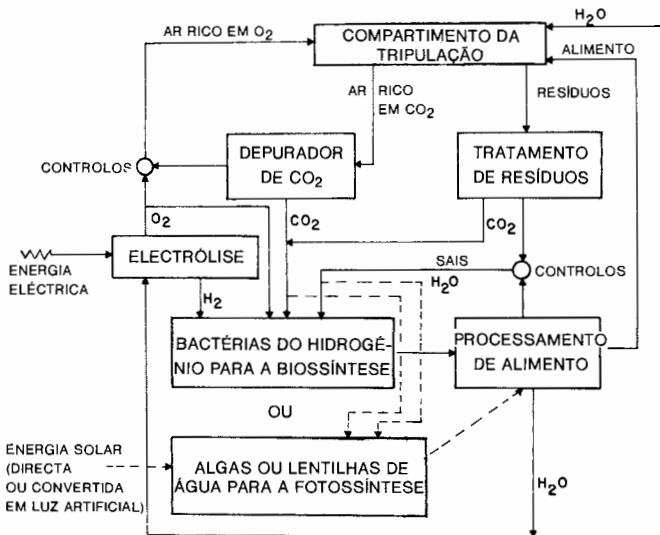 H2O
AR RICO EM O2
COMPARTIMENTO DA
TRIPULAÇÃO
ALIMENTO
AR RICO
EM CO2
RESÍDUOS
CONTROLOS
DEPURADOR
DE CO2
TRATAMENTO
DE RESÍDUOS
O2
CO2
CO2
ENERGIA
ELÉCTRICA
ELECTRÓLISE
SAIS
H2O
CONTROLOS
H2
BACTÉRIAS DO HIDROGÉ-
NIO PARA A BIOSSÍNTESE
PROCESSAMENTO
DE ALIMENTO
OU
ENERGIA SOLAR
(DIRECTA
OU CONVERTIDA
EM LUZ ARTIFICIAL)
ALGAS OU LENTILHAS DE
ÁGUA PARA A FOTOSSÍNTESE
H2O